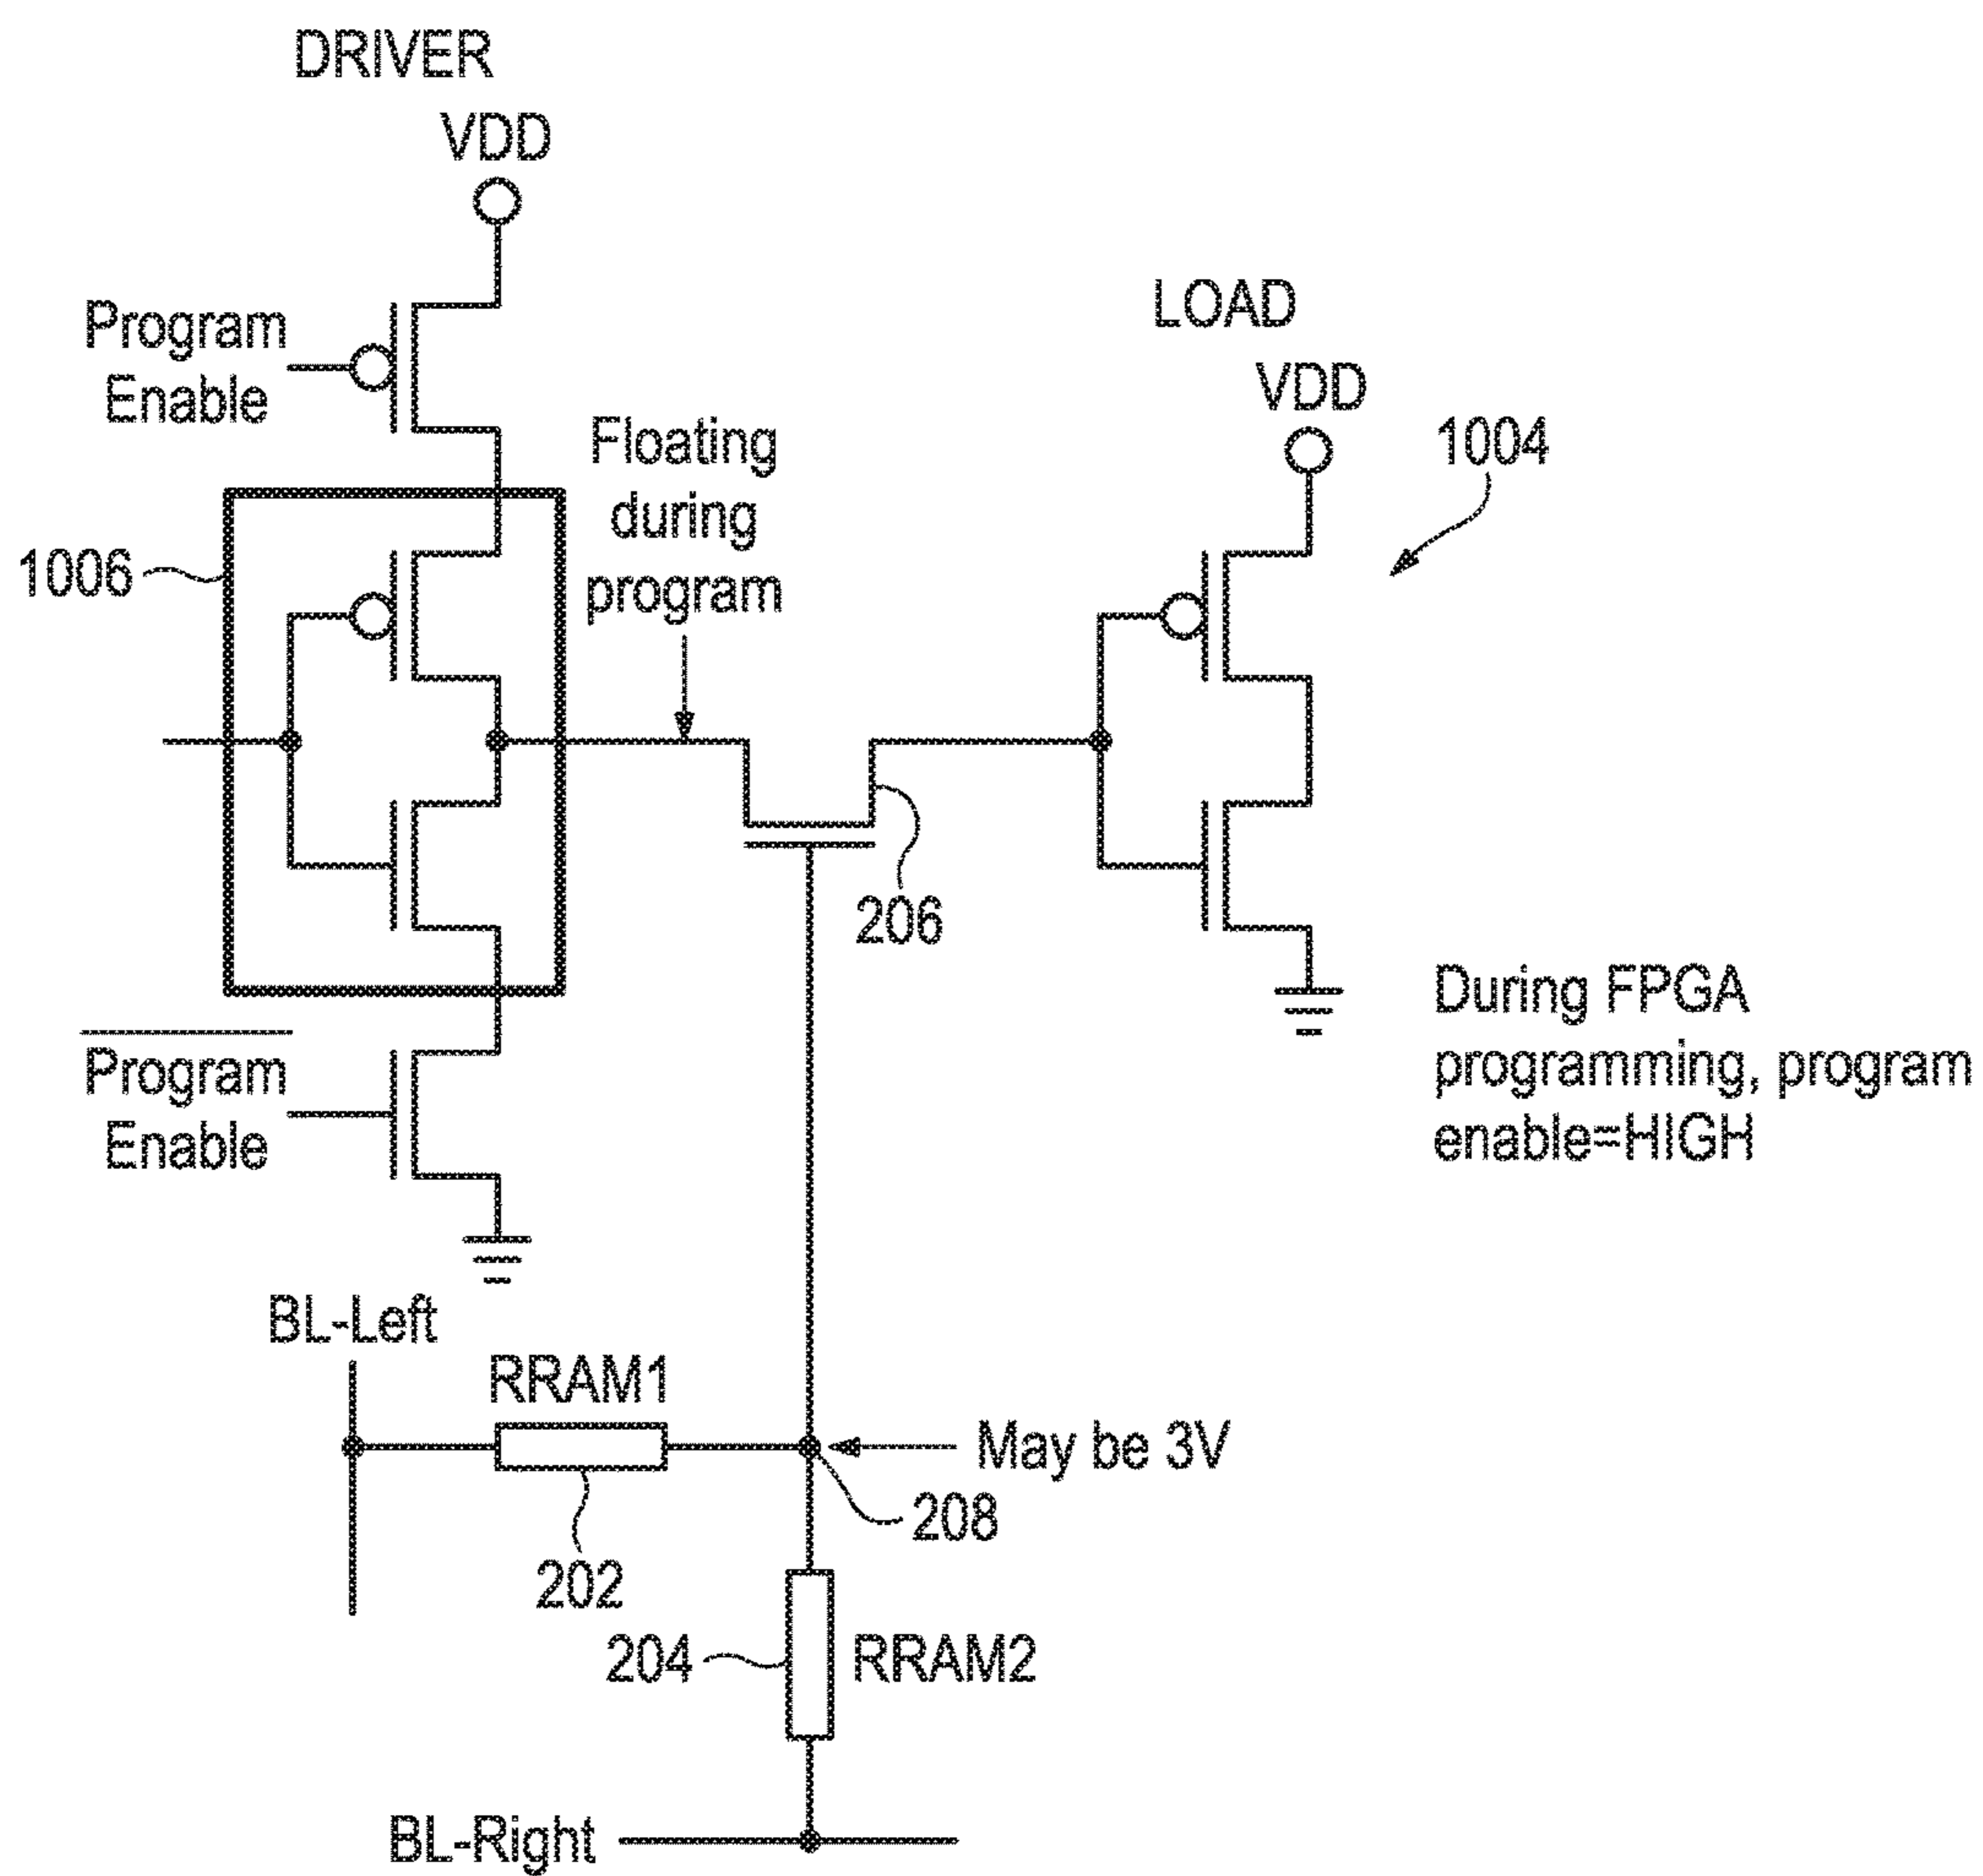 DRIVER
VDD
Program
Enable
LOAD
VDD
1004
Floating
during
program
1006
206
During FPGA
programming, program
enable=HIGH
Program
Enable
BL-Left
RRAM1
May be 3V
208
202
204
RRAM2
BL-Right